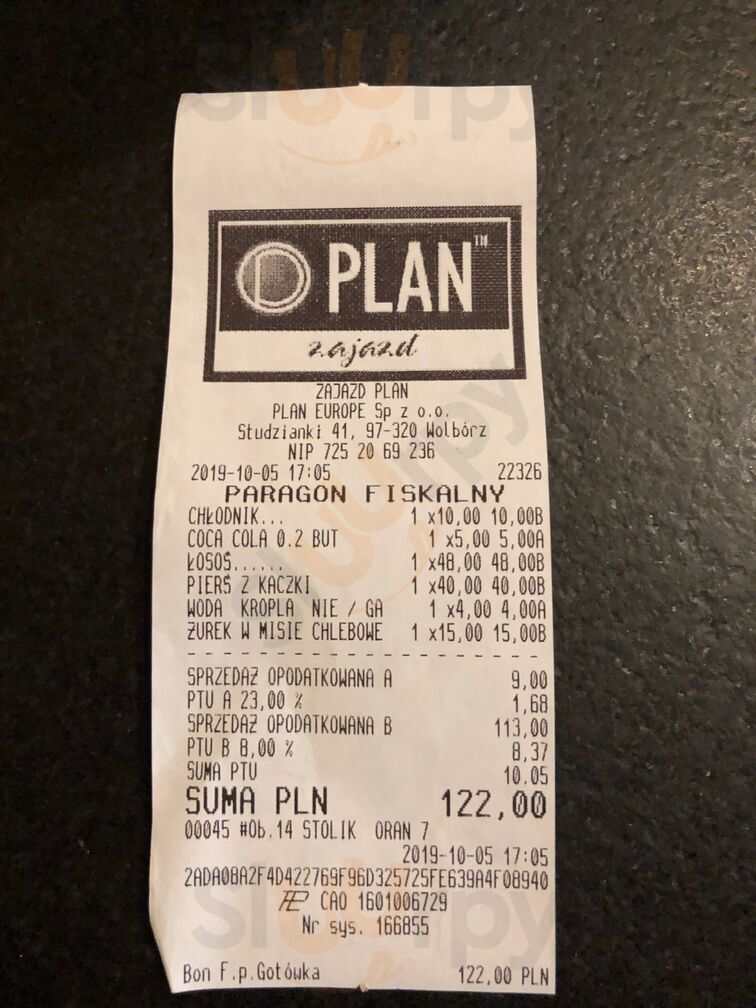 PLAN™
zajazd
ZAJAZD PLAN
PLAN EUROPE Sp z o.o.
Studzianki 41, 97-320 Wolbórz
NIP 725 20 69 236
2019-10-05 17:05 22326
PARAGON FISKALNY
CHŁODNIK... 1 x10,00 10,00B
COCA COLA 0.2 BUT 1 x5,00 5,00A
ŁOSOŚ...... 1 x48,00 48,00B
PIERŚ Z KACZKI 1 x40,00 40,00B
WODA KROPLA NIE / GA 1 x4,00 4,00A
ŻUREK W MISIE CHLEBOWE 1 x15,00 15,00B
SPRZEDAŻ OPODATKOWANA A 9,00
PTU A 23,00 % 1,68
SPRZEDAŻ OPODATKOWANA B 113,00
PTU B 8,00 % 8,37
SUMA PTU 10.05
SUMA PLN 122,00
00045 #Ob.14 STOLIK ORAN 7
2019-10-05 17:05
2ADA08A2F4D422769F96D325725FE639A4F08940
CAO 1601006729
Nr sys. 166855
Bon F.p.Gotówka 122,00 PLN
sluurpy
sluurpy
sluurpy